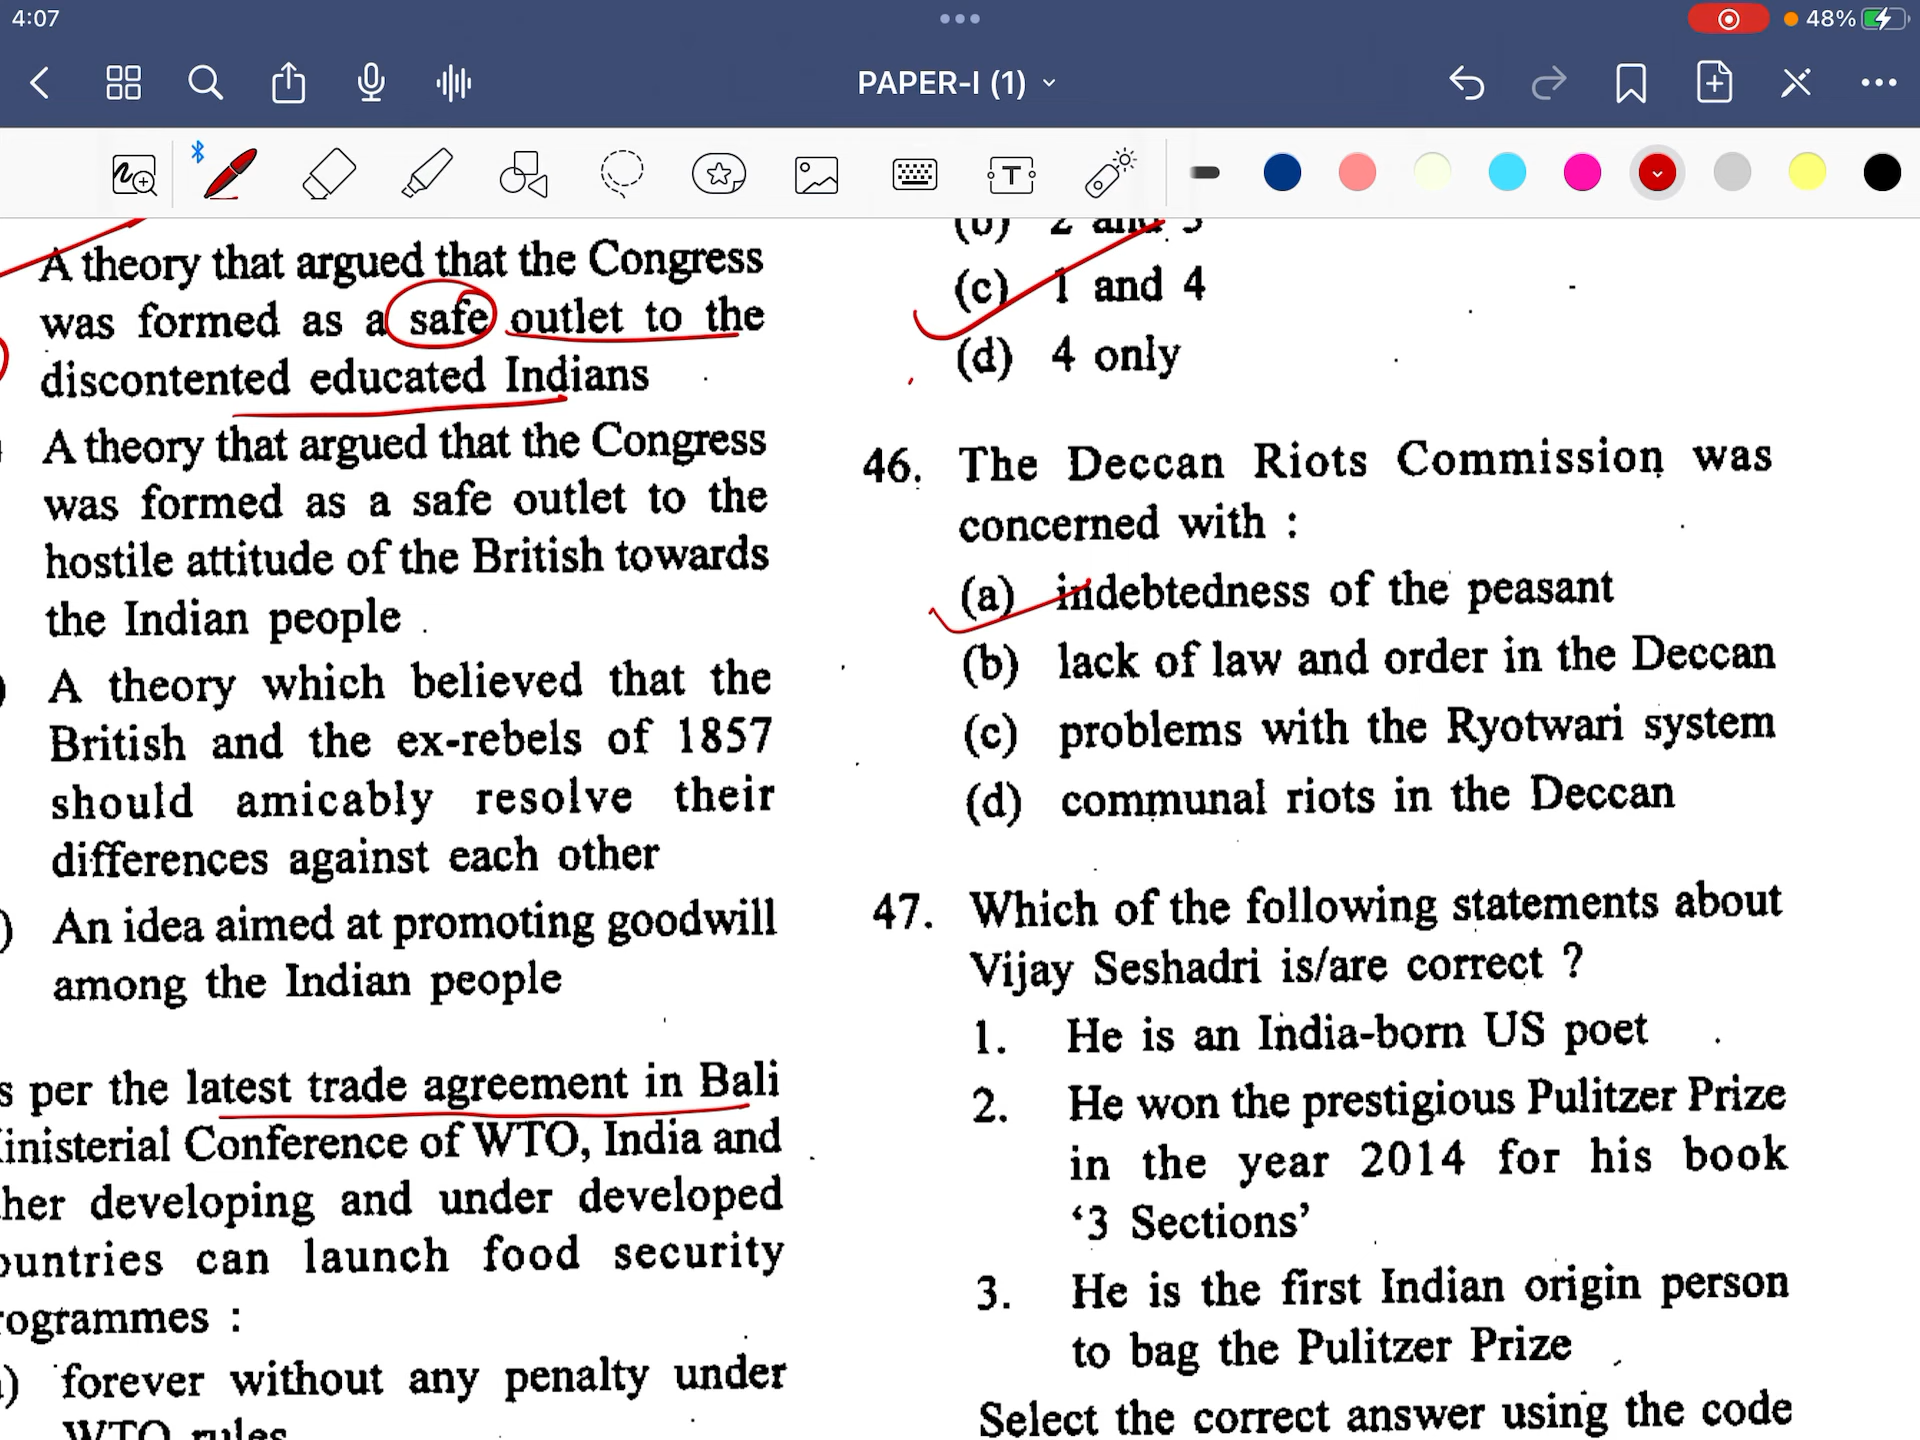 4:07
48%
PAPER-I (1)
T
A theory that argued that the Congress
was formed as a safe outlet to the
discontented educated Indians
A theory that argued that the Congress
was formed as a safe outlet to the
hostile attitude of the British towards
the Indian people
A theory which believed that the
British and the ex-rebels of 1857
should amicably resolve their
differences against each other
) An idea aimed at promoting goodwill
among the Indian people
s per the latest trade agreement in Bali
inisterial Conference of WTO, India and
her developing and under developed
ountries can launch food security
rogrammes :
) forever without any penalty under
WTO rules
(b) 2 and 3
(c) 1 and 4
(d) 4 only
46. The Deccan Riots Commission was
concerned with :
(a) indebtedness of the peasant
(b) lack of law and order in the Deccan
(c) problems with the Ryotwari system
(d) communal riots in the Deccan
47. Which of the following statements about
Vijay Seshadri is/are correct ?
1. He is an India-born US poet
2. He won the prestigious Pulitzer Prize
in the year 2014 for his book
‘3 Sections’
3. He is the first Indian origin person
to bag the Pulitzer Prize
Select the correct answer using the code